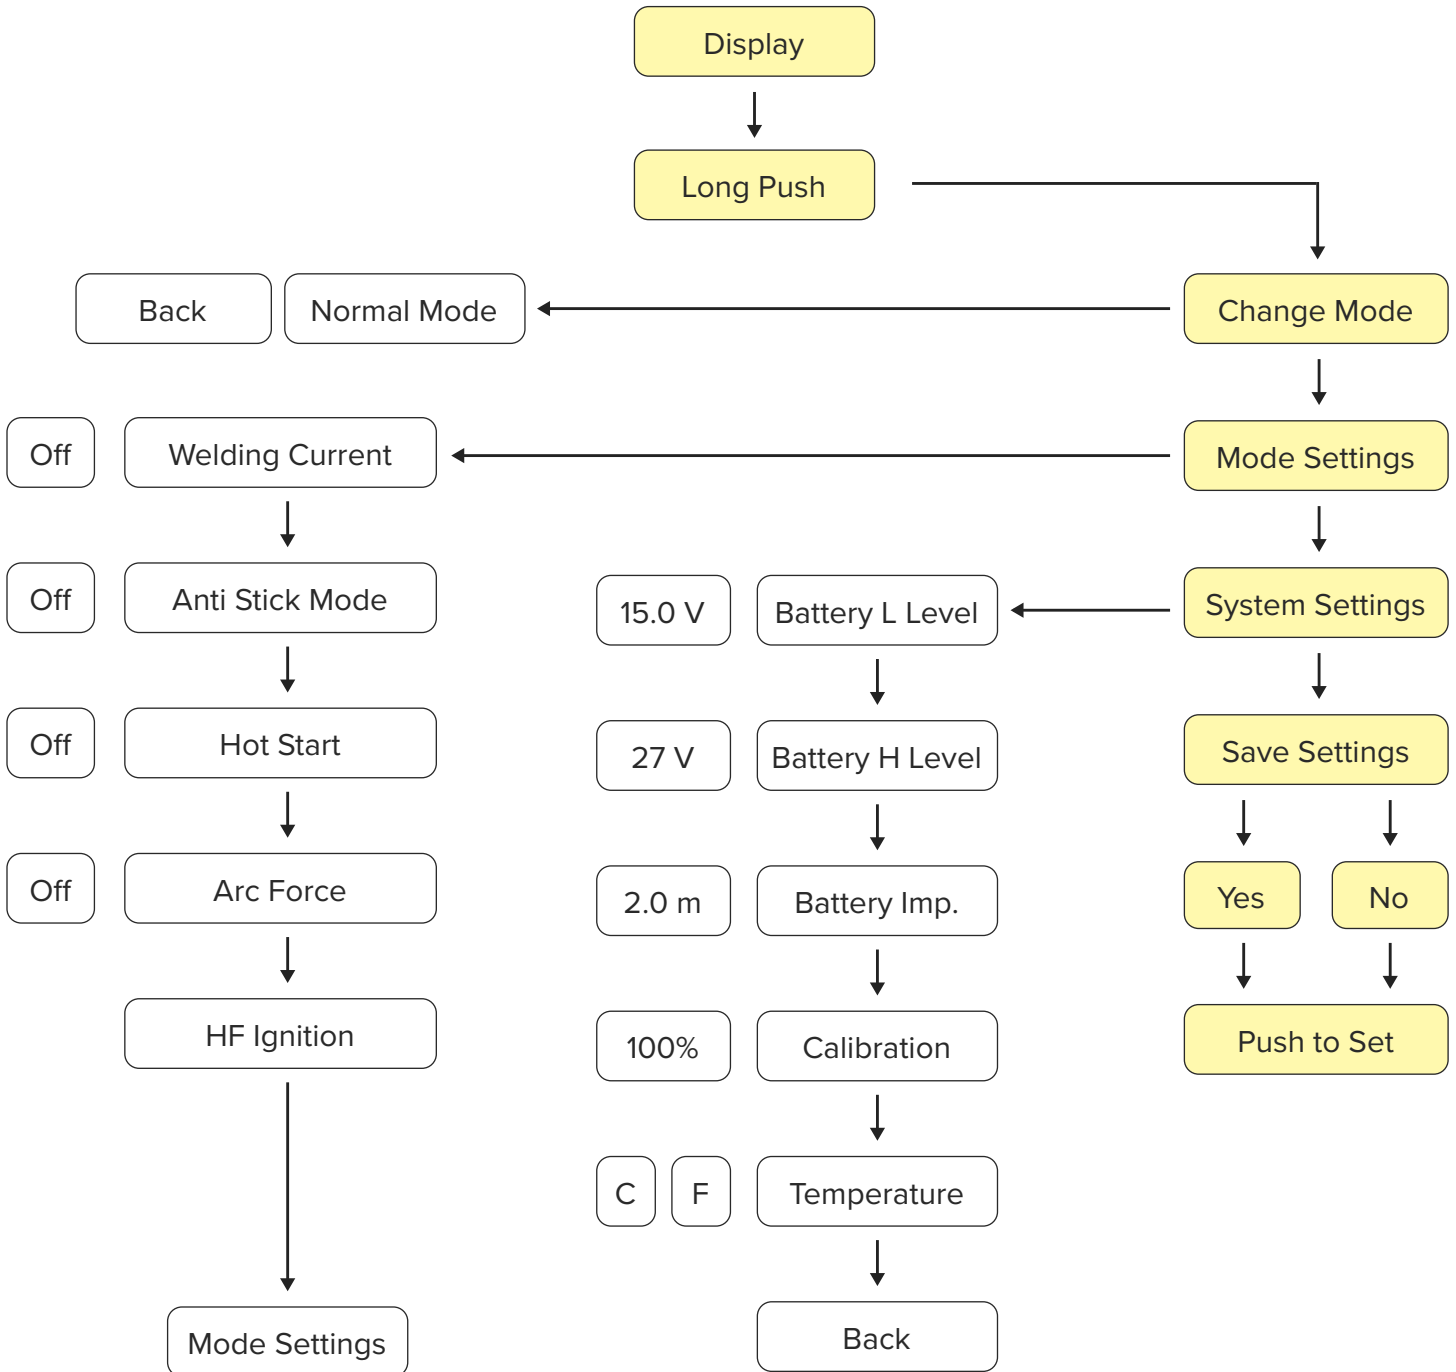 Display
Long Push
Back
Normal Mode
Change Mode
Off
Welding Current
Mode Settings
Off
Anti Stick Mode
15.0 V
Battery L Level
System Settings
Off
Hot Start
27 V
Battery H Level
Save Settings
Off
Arc Force
2.0 m
Battery Imp.
Yes
No
HF Ignition
100%
Calibration
Push to Set
C
F
Temperature
Mode Settings
Back